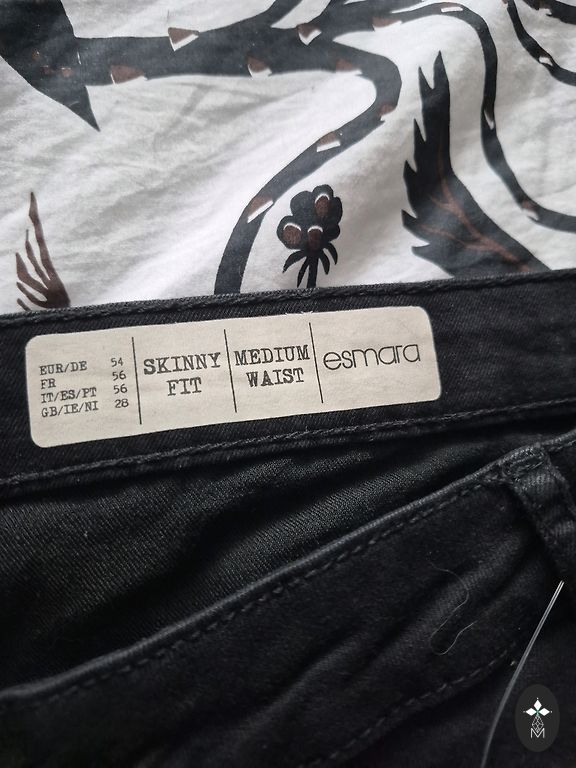 EUR/DE 54
FR 56
IT/ES/PT 56
GB/IE/NI 28
SKINNY
FIT
MEDIUM
WAIST
esmara
M